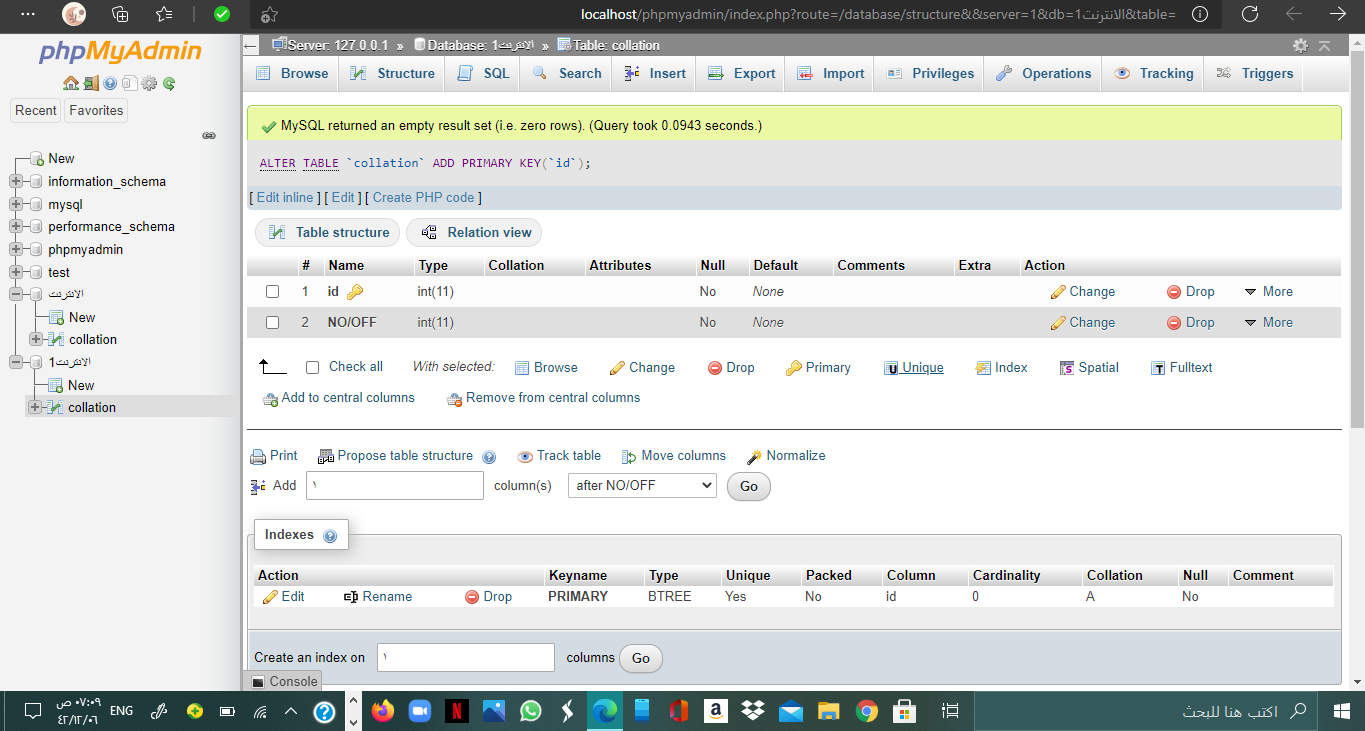 localhost/phpmyadmin/index.php?route=/database/structure&&server=1&db=الانترنت1&table=
phpMyAdmin
Recent Favorites
New
information_schema
mysql
performance_schema
phpmyadmin
test
الانترنت
New
collation
الانترنت1
New
collation
Server: 127.0.0.1 » Database: الانترنت1 » Table: collation
Browse Structure SQL Search Insert Export Import Privileges Operations Tracking Triggers
MySQL returned an empty result set (i.e. zero rows). (Query took 0.0943 seconds.)
ALTER TABLE `collation` ADD PRIMARY KEY(`id`);
[ Edit inline ] [ Edit ] [ Create PHP code ]
Table structure Relation view
# Name Type Collation Attributes Null Default Comments Extra Action
1 id int(11) No None Change Drop More
2 NO/OFF int(11) No None Change Drop More
Check all With selected: Browse Change Drop Primary Unique Index Spatial Fulltext
Add to central columns Remove from central columns
Print Propose table structure Track table Move columns Normalize
Add ١ column(s) after NO/OFF Go
Indexes
Action Keyname Type Unique Packed Column Cardinality Collation Null Comment
Edit Rename Drop PRIMARY BTREE Yes No id 0 A No
Create an index on ١ columns Go
Console
٠٧:٠٩ ص
٤٣/١٢/٠٦
ENG
اكتب هنا للبحث